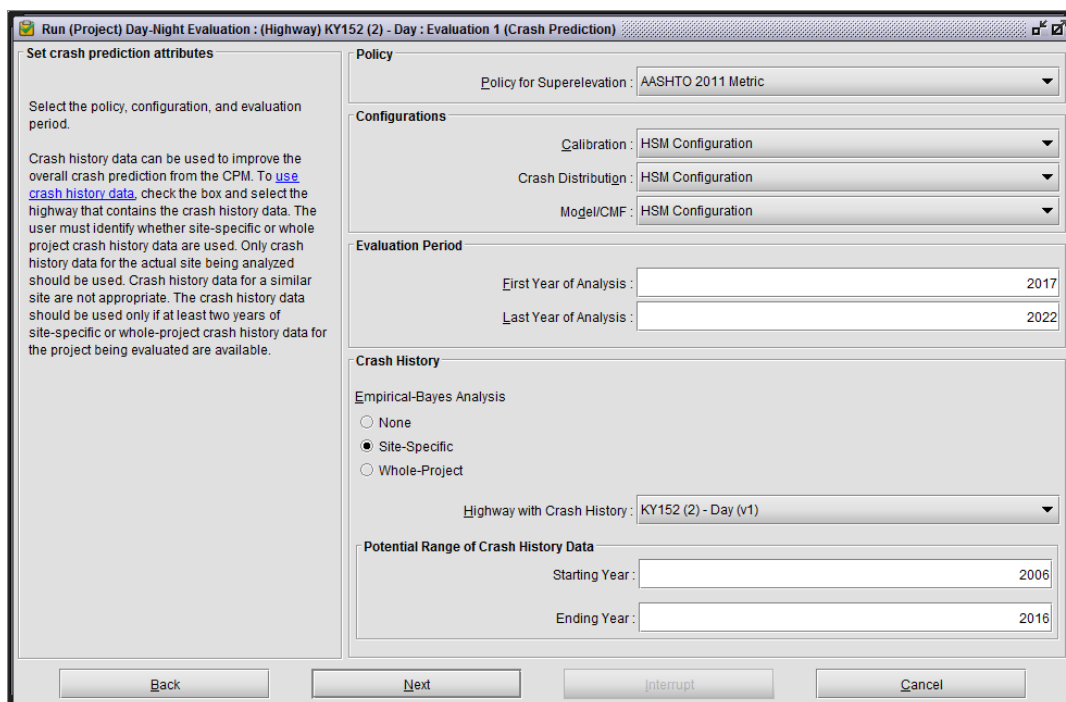 Run (Project) Day-Night Evaluation : (Highway) KY152 (2) - Day : Evaluation 1 (Crash Prediction)
Set crash prediction attributes
Select the policy, configuration, and evaluation
period.
Crash history data can be used to improve the
overall crash prediction from the CPM. To use
crash history data, check the box and select the
highway that contains the crash history data. The
user must identify whether site-specific or whole
project crash history data are used. Only crash
history data for the actual site being analyzed
should be used. Crash history data for a similar
site are not appropriate. The crash history data
should be used only if at least two years of
site-specific or whole-project crash history data for
the project being evaluated are available.
Policy
Policy for Superelevation : AASHTO 2011 Metric
Configurations
Calibration : HSM Configuration
Crash Distribution : HSM Configuration
Model/CMF : HSM Configuration
Evaluation Period
First Year of Analysis : 2017
Last Year of Analysis : 2022
Crash History
Empirical-Bayes Analysis
None
Site-Specific
Whole-Project
Highway with Crash History : KY152 (2) - Day (v1)
Potential Range of Crash History Data
Starting Year : 2006
Ending Year : 2016
Back Next Interrupt Cancel